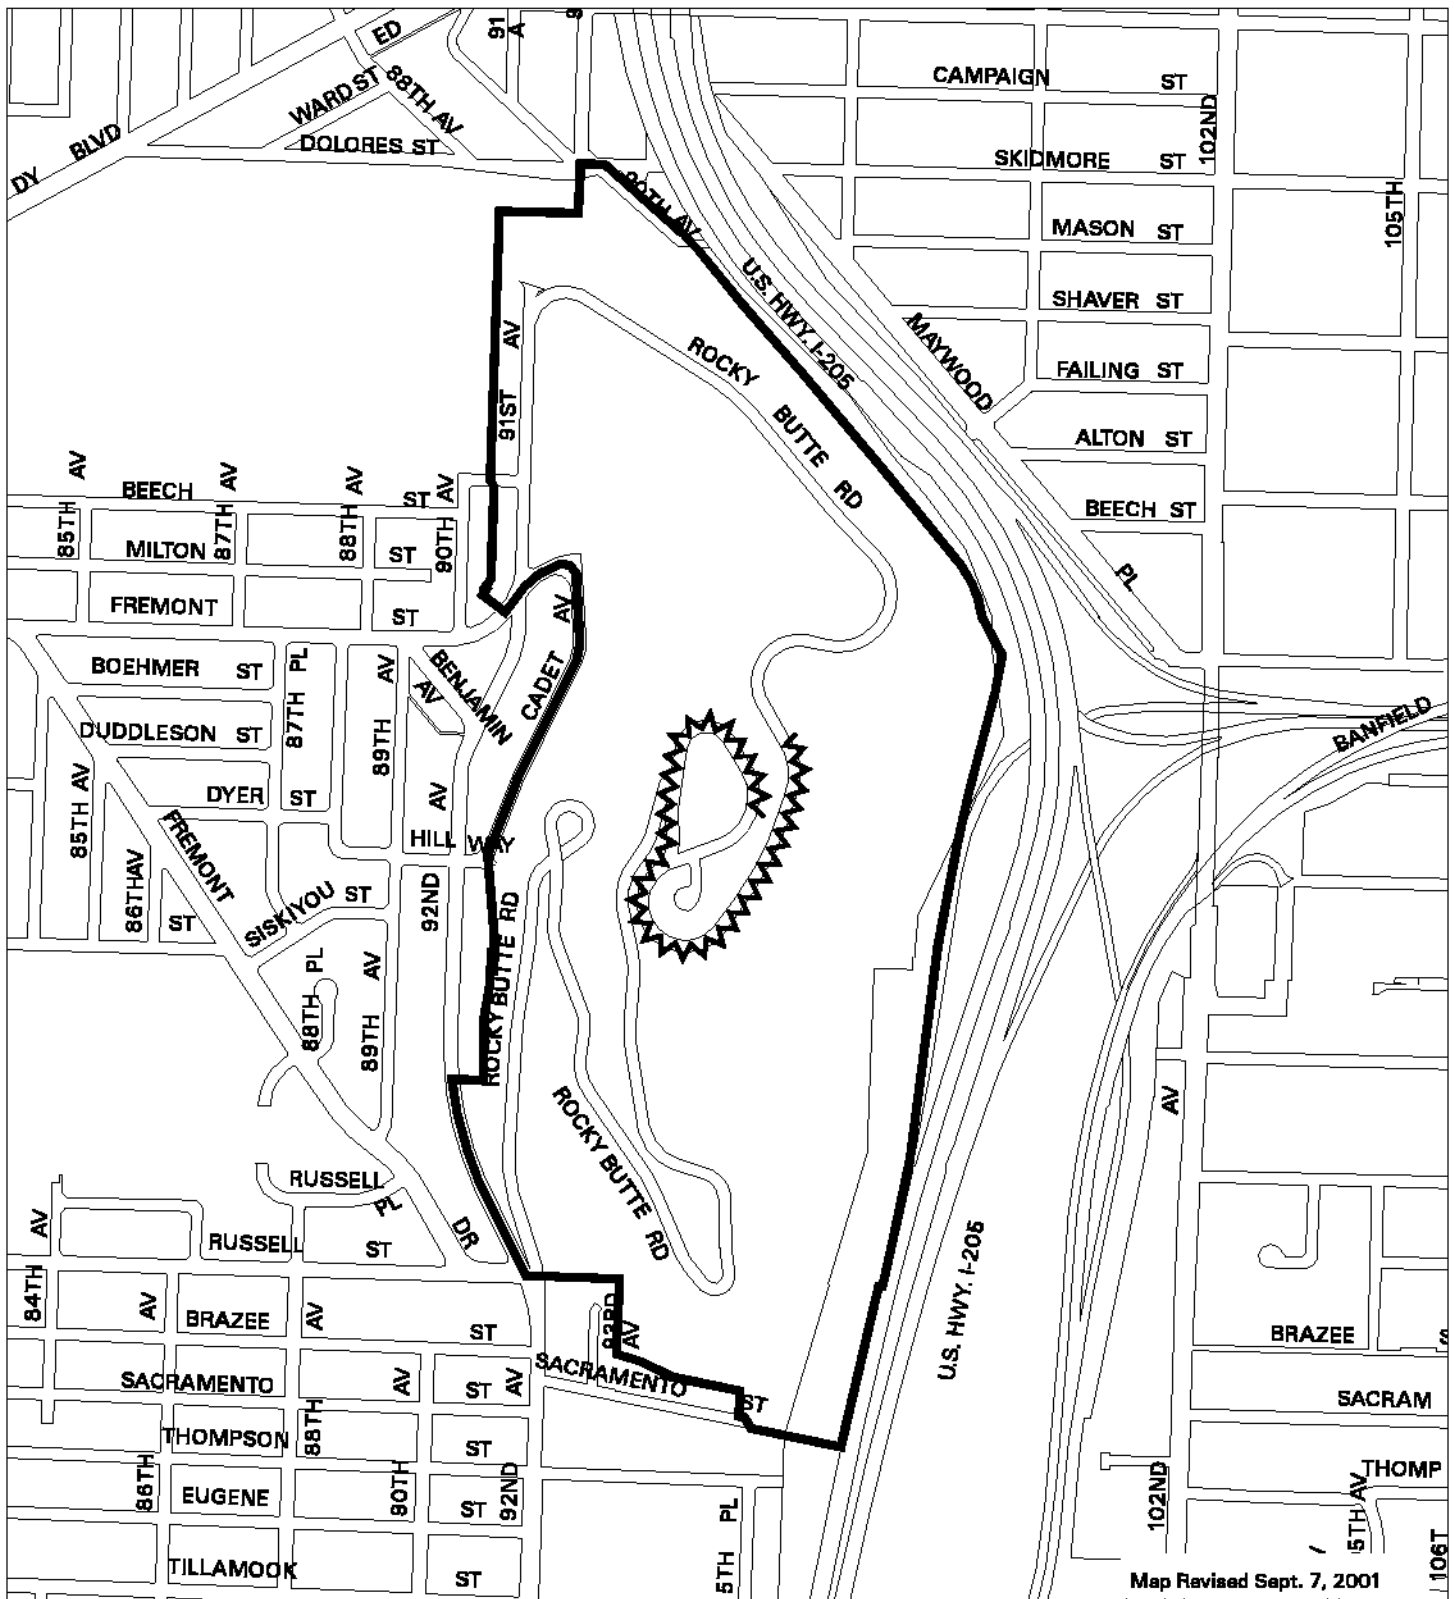 ED
91
A
9
WARD ST
88TH AV
DY BLVD
DOLORES ST
CAMPAIGN ST
102ND
SKIDMORE ST
99TH AV
MASON ST
105TH
U.S. HWY. I-205
SHAVER ST
MAYWOOD
AV
ROCKY
FAILING ST
91ST
BUTTE
ALTON ST
RD
AV
AV
AV
AV
BEECH ST
BEECH ST
85TH
87TH
88TH
90TH
MILTON ST
PL
FREMONT ST
AV
BOEHMER ST
PL
AV
BENJAMIN
AV
CADET
DUDDLESON ST
87TH
89TH
BANFIELD
85TH AV
DYER ST
AV
FREMONT
HILL WAY
86TH AV
ST
SISKIYOU ST
92ND
ROCKY BUTTE RD
88TH PL
89TH AV
AV
ROCKY BUTTE RD
RUSSELL
PL
AV
RUSSELL ST
DR
U.S. HWY. I-205
84TH
AV
BRAZEE
AV
ST
93RD
AV
BRAZEE
S
SACRAMENTO
AV
ST
AV
SACRAMENTO
ST
SACRAM
THOMPSON
88TH
ST
THOMP
86TH
EUGENE
90TH
ST
92ND
PL
102ND
5TH AV
TILLAMOOK
ST
5TH
106T
Map Revised Sept. 7, 2001